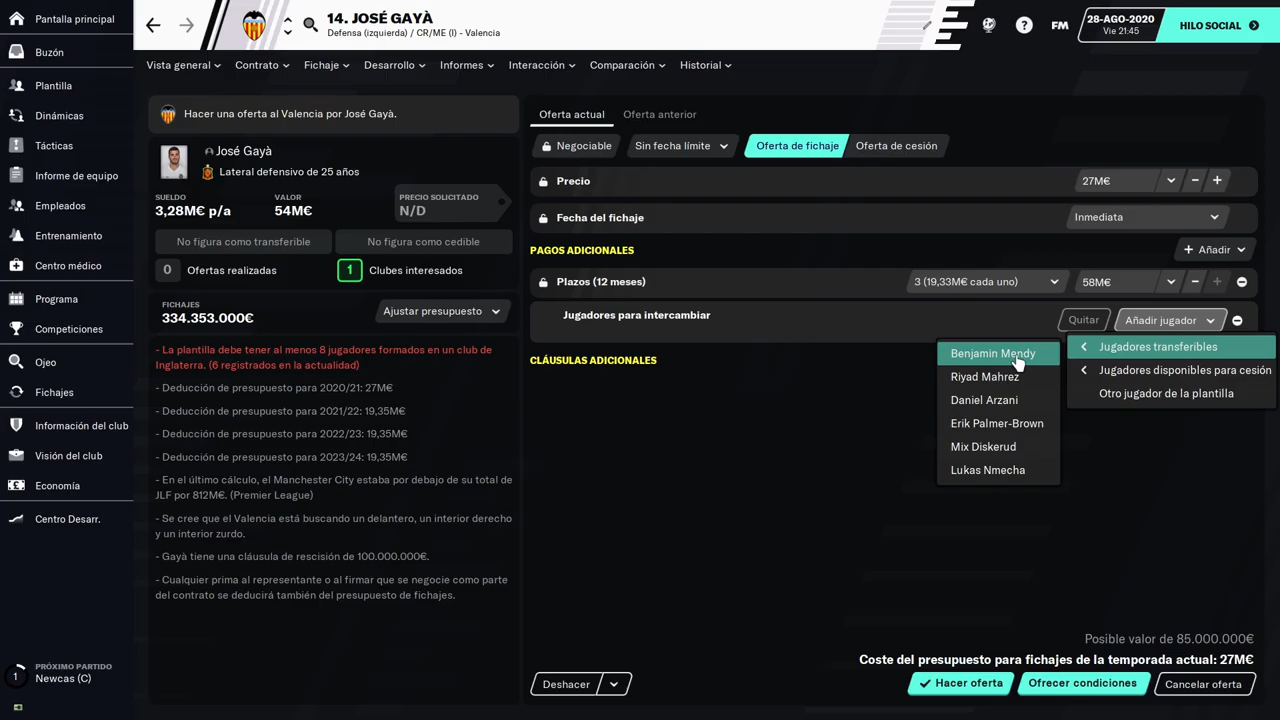 Pantalla principal
Buzón
Plantilla
Dinámicas
Tácticas
Informe de equipo
Empleados
Entrenamiento
Centro médico
Programa
Competiciones
Ojeo
Fichajes
Información del club
Visión del club
Economía
Centro Desarr.
1
PRÓXIMO PARTIDO
Newcas (C)
14. JOSÉ GAYÀ
Defensa (izquierda) / CR/ME (I) - Valencia
?
FM
28-AGO-2020
Vie 21:45
HILO SOCIAL
Vista general
Contrato
Fichaje
Desarrollo
Informes
Interacción
Comparación
Historial
Hacer una oferta al Valencia por José Gayà.
José Gayà
Lateral defensivo de 25 años
SUELDO
3,28M€ p/a
VALOR
54M€
PRECIO SOLICITADO
N/D
No figura como transferible
No figura como cedible
0 Ofertas realizadas
1 Clubes interesados
FICHAJES
334.353.000€
Ajustar presupuesto
- La plantilla debe tener al menos 8 jugadores formados en un club de
Inglaterra. (6 registrados en la actualidad)
- Deducción de presupuesto para 2020/21: 27M€
- Deducción de presupuesto para 2021/22: 19,35M€
- Deducción de presupuesto para 2022/23: 19,35M€
- Deducción de presupuesto para 2023/24: 19,35M€
- En el último cálculo, el Manchester City estaba por debajo de su total de
JLF por 812M€. (Premier League)
- Se cree que el Valencia está buscando un delantero, un interior derecho
y un interior zurdo.
- Gayà tiene una cláusula de rescisión de 100.000.000€.
- Cualquier prima al representante o al firmar que se negocie como parte
del contrato se deducirá también del presupuesto de fichajes.
Oferta actual
Oferta anterior
Negociable
Sin fecha límite
Oferta de fichaje
Oferta de cesión
Precio
27M€
Fecha del fichaje
Inmediata
PAGOS ADICIONALES
Añadir
Plazos (12 meses)
3 (19,33M€ cada uno)
58M€
Jugadores para intercambiar
Quitar
Añadir jugador
CLÁUSULAS ADICIONALES
Jugadores transferibles
Jugadores disponibles para cesión
Otro jugador de la plantilla
Benjamin Mendy
Riyad Mahrez
Daniel Arzani
Erik Palmer-Brown
Mix Diskerud
Lukas Nmecha
Posible valor de 85.000.000€
Coste del presupuesto para fichajes de la temporada actual: 27M€
Deshacer
Hacer oferta
Ofrecer condiciones
Cancelar oferta